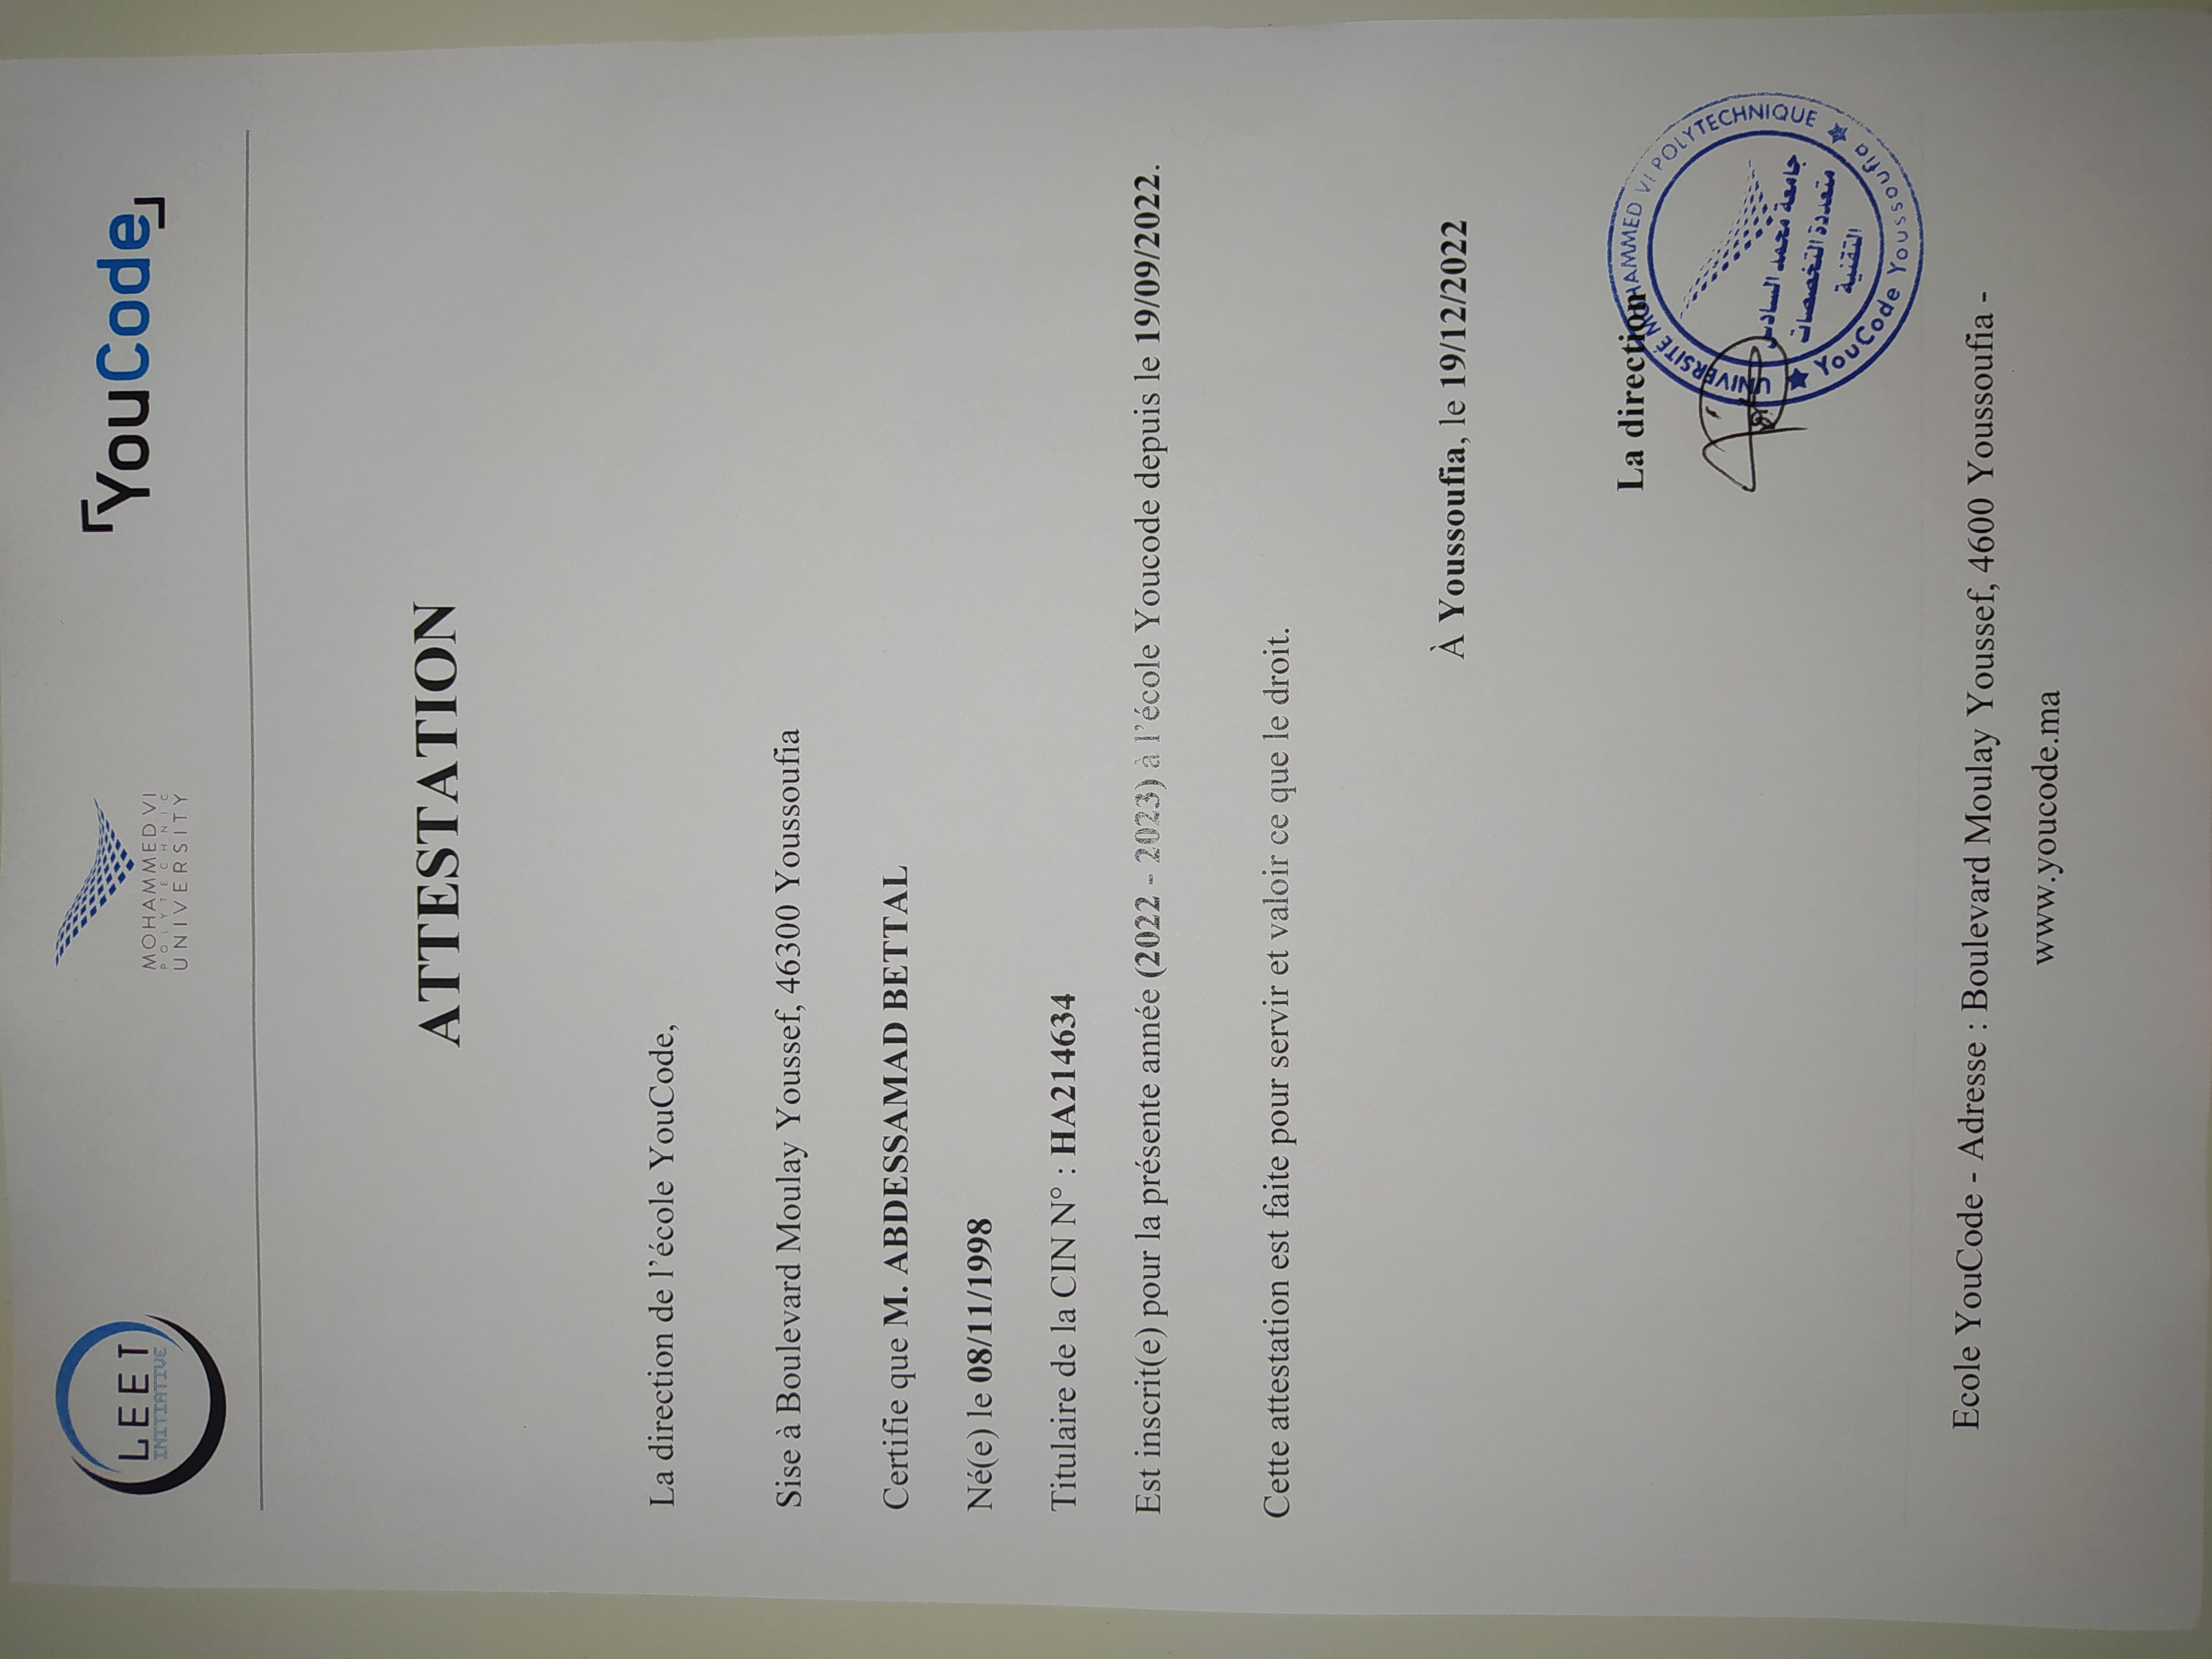 LEET
INITIATIVE
MOHAMMED VI
POLYTECHNIC
UNIVERSITY
YouCode
ATTESTATION
La direction de l’école YouCode,
Sise à Boulevard Moulay Youssef, 46300 Youssoufia
Certifie que M. ABDESSAMAD BETTAL
Né(e) le 08/11/1998
Titulaire de la CIN N° : HA214634
Est inscrit(e) pour la présente année (2022 - 2023) à l’école Youcode depuis le 19/09/2022.
Cette attestation est faite pour servir et valoir ce que le droit.
À Youssoufia, le 19/12/2022
La direction
UNIVERSITÉ MOHAMMED VI POLYTECHNIQUE
جامعة محمد السادس
متعددة التخصصات
التقنية
YouCode Youssoufia
Ecole YouCode - Adresse : Boulevard Moulay Youssef, 4600 Youssoufia -
www.youcode.ma